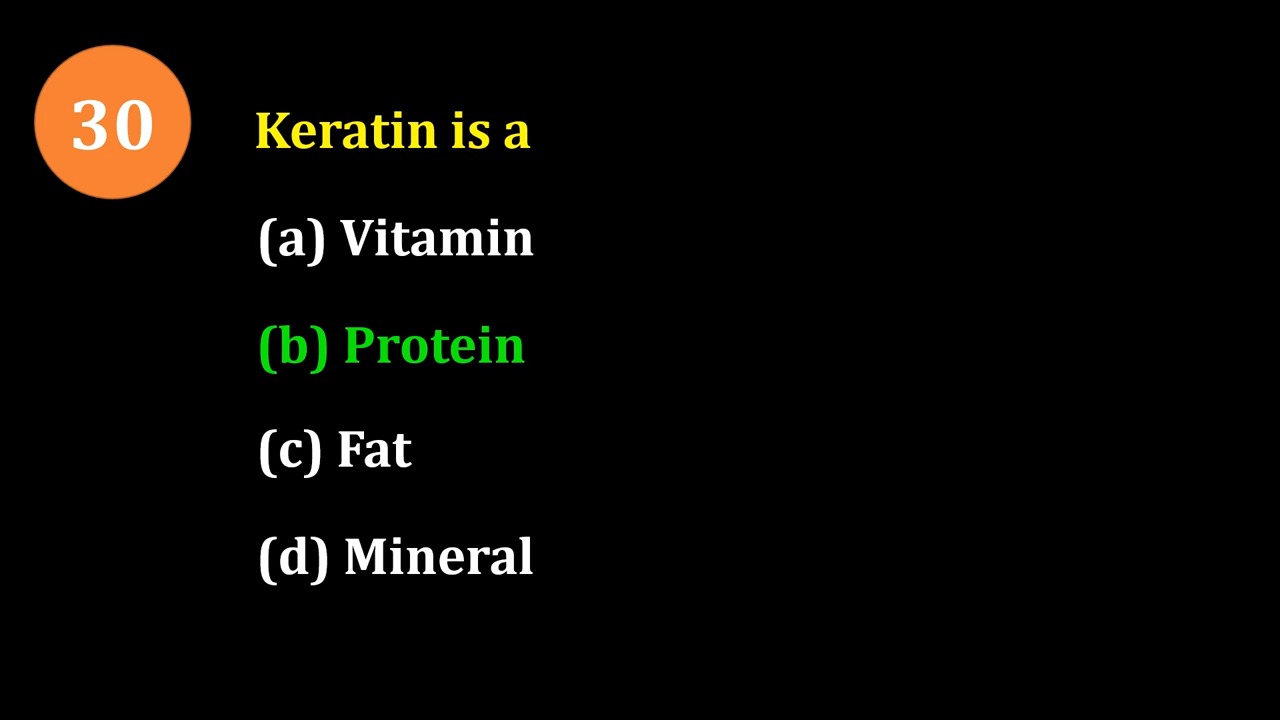 30
Keratin is a
(a) Vitamin
(b) Protein
(c) Fat
(d) Mineral